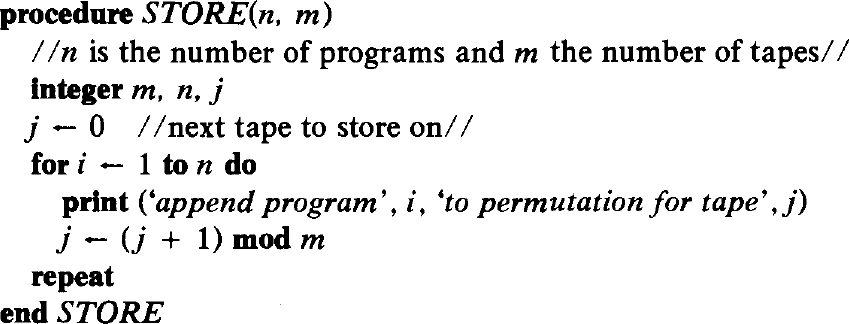 procedure STORE(n, m)
//n is the number of programs and m the number of tapes//
integer m, n, j
j ← 0 //next tape to store on//
for i ← 1 to n do
print (‘append program’, i, ‘to permutation for tape’, j)
j ← (j + 1) mod m
repeat
end STORE